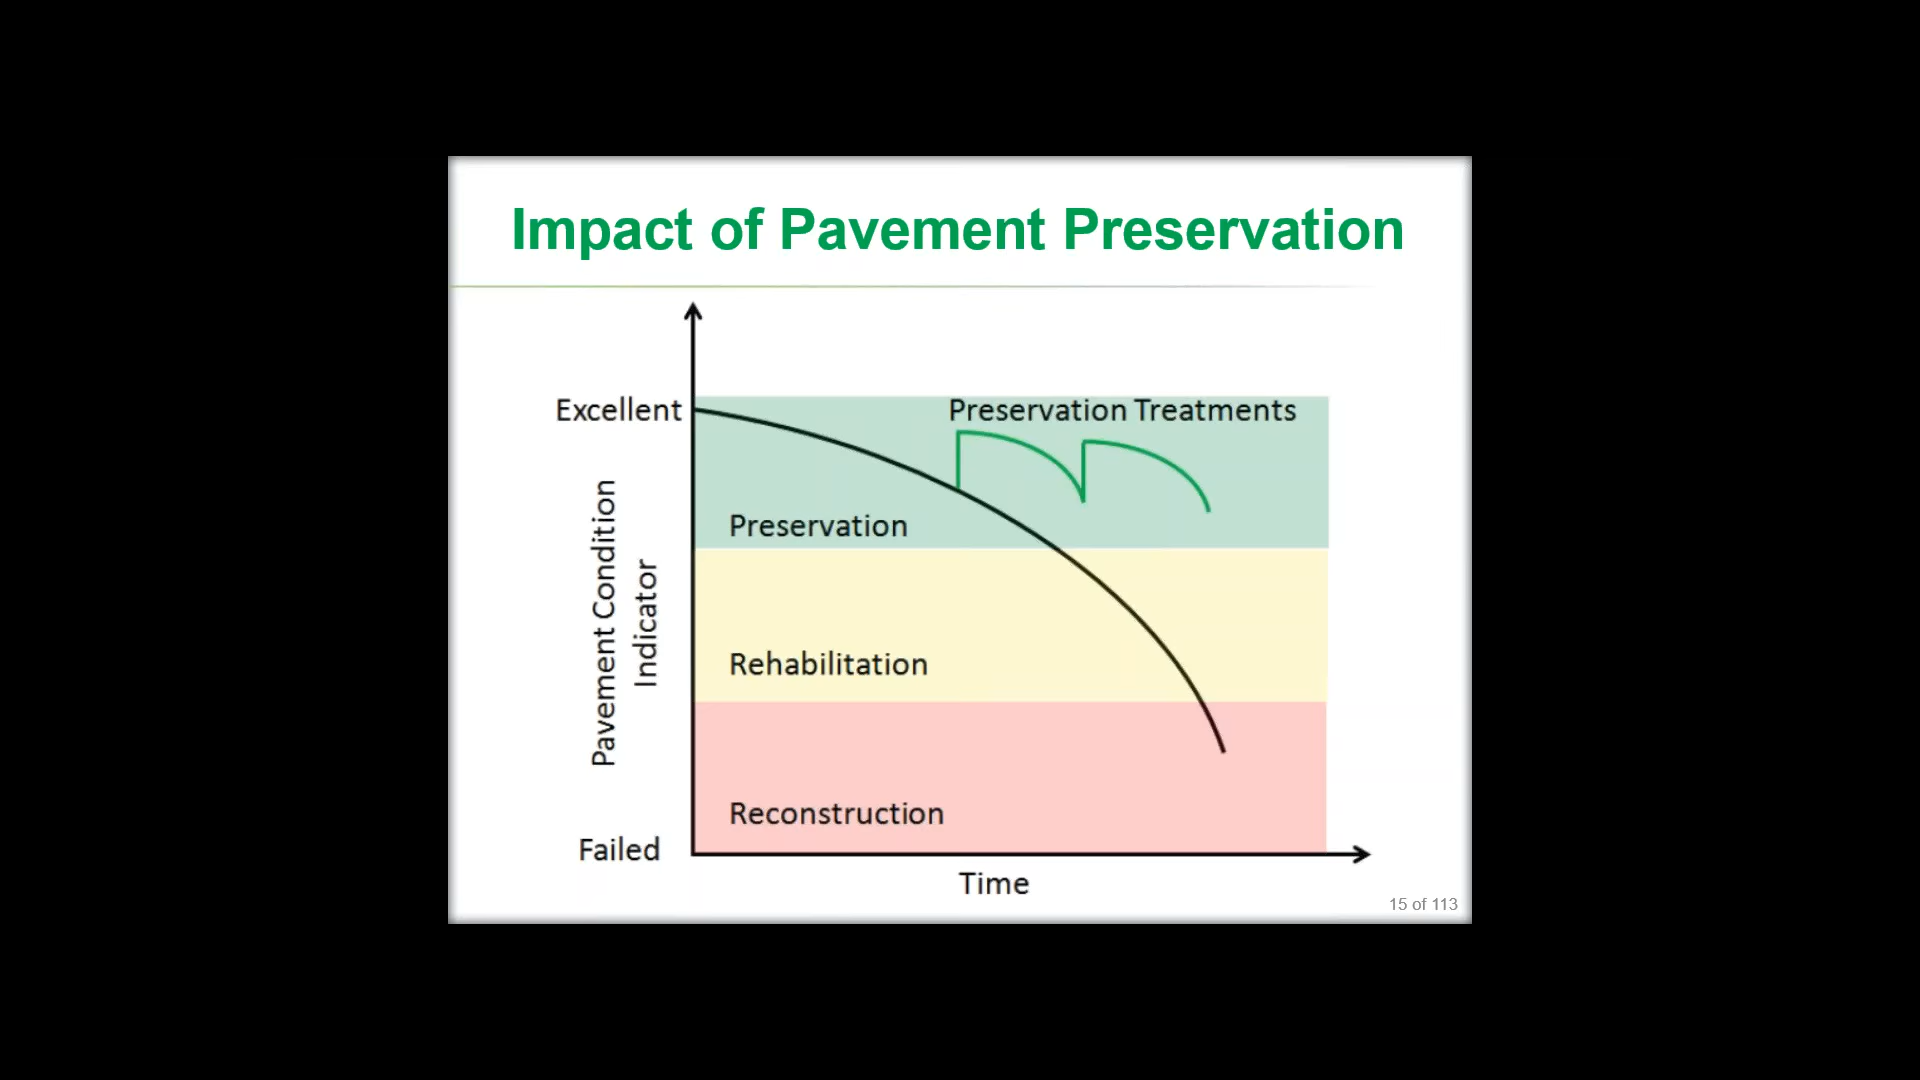 Impact of Pavement Preservation
Excellent
Preservation Treatments
Preservation
Pavement Condition
Indicator
Rehabilitation
Reconstruction
Failed
Time
15 of 113